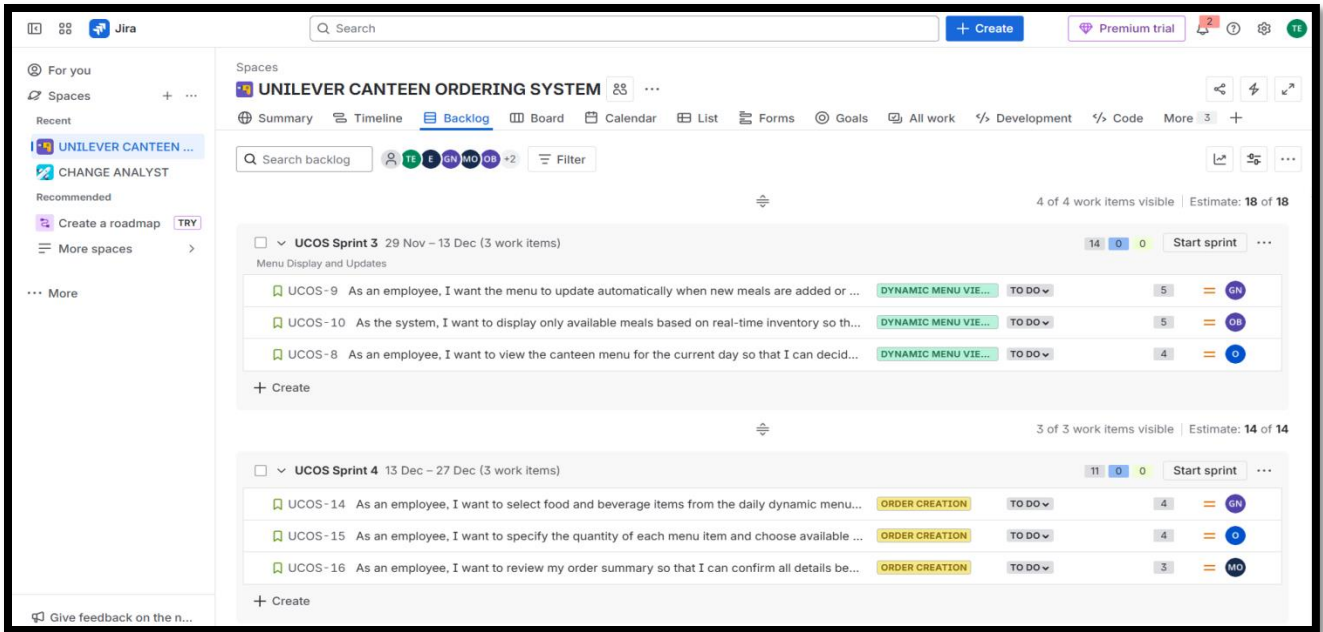 Jira
Search
+ Create
Premium trial
2
TE
For you
Spaces
Recent
UNILEVER CANTEEN ...
CHANGE ANALYST
Recommended
Create a roadmap TRY
More spaces
More
Give feedback on the n...
Spaces
UNILEVER CANTEEN ORDERING SYSTEM
Summary Timeline Backlog Board Calendar List Forms Goals All work Development Code More 3
Search backlog TE E GN MO OB +2 Filter
4 of 4 work items visible Estimate: 18 of 18
UCOS Sprint 3 29 Nov – 13 Dec (3 work items) 14 0 0 Start sprint
Menu Display and Updates
UCOS-9 As an employee, I want the menu to update automatically when new meals are added or ... DYNAMIC MENU VIE... TO DO 5 GN
UCOS-10 As the system, I want to display only available meals based on real-time inventory so th... DYNAMIC MENU VIE... TO DO 5 OB
UCOS-8 As an employee, I want to view the canteen menu for the current day so that I can decid... DYNAMIC MENU VIE... TO DO 4 O
+ Create
3 of 3 work items visible Estimate: 14 of 14
UCOS Sprint 4 13 Dec – 27 Dec (3 work items) 11 0 0 Start sprint
UCOS-14 As an employee, I want to select food and beverage items from the daily dynamic menu... ORDER CREATION TO DO 4 GN
UCOS-15 As an employee, I want to specify the quantity of each menu item and choose available ... ORDER CREATION TO DO 4 O
UCOS-16 As an employee, I want to review my order summary so that I can confirm all details be... ORDER CREATION TO DO 3 MO
+ Create